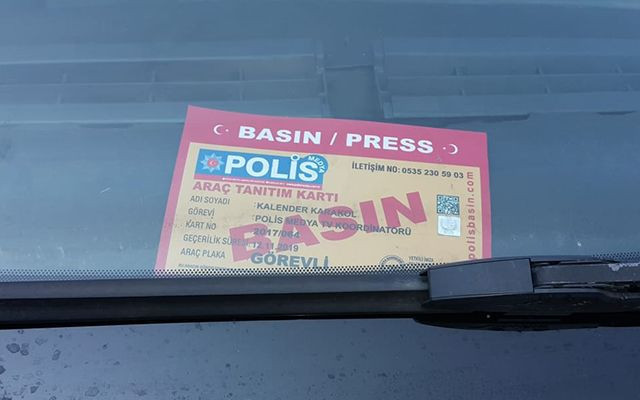 BASIN / PRESS
POLİS MEDYA
İLETİŞİM NO: 0535 230 59 03
ARAÇ TANITIM KARTI
ADI SOYADI : KALENDER KARAKOL
GÖREVİ : POLİS MEDYA TV KOORDİNATÖRÜ
KART NO : 2017/064
GEÇERLİLİK SÜRESİ 12.11.2019
ARAÇ PLAKA
GÖREVLİ
BASIN
polisbasin.com